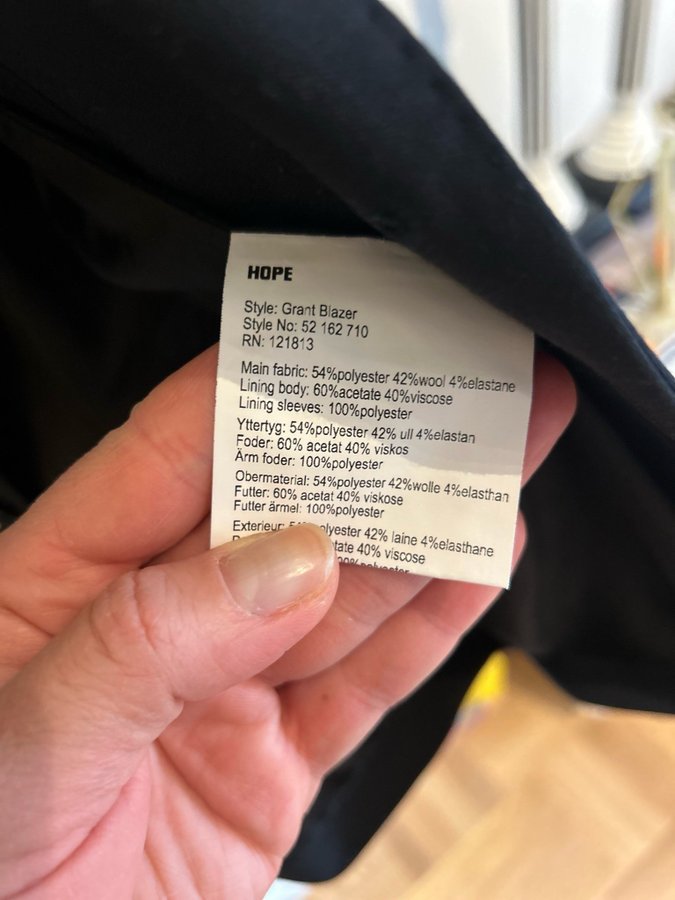 HOPE
Style: Grant Blazer
Style No: 52 162 710
RN: 121813
Main fabric: 54%polyester 42%wool 4%elastane
Lining body: 60%acetate 40%viscose
Lining sleeves: 100%polyester
Yttertyg: 54%polyester 42% ull 4%elastan
Foder: 60% acetat 40% viskos
Ärm foder: 100%polyester
Obermaterial: 54%polyester 42%wolle 4%elasthan
Futter: 60% acetat 40% viskose
Futter ärmel: 100%polyester
Exterieur: 42% laine 4%elasthane
40% viscose